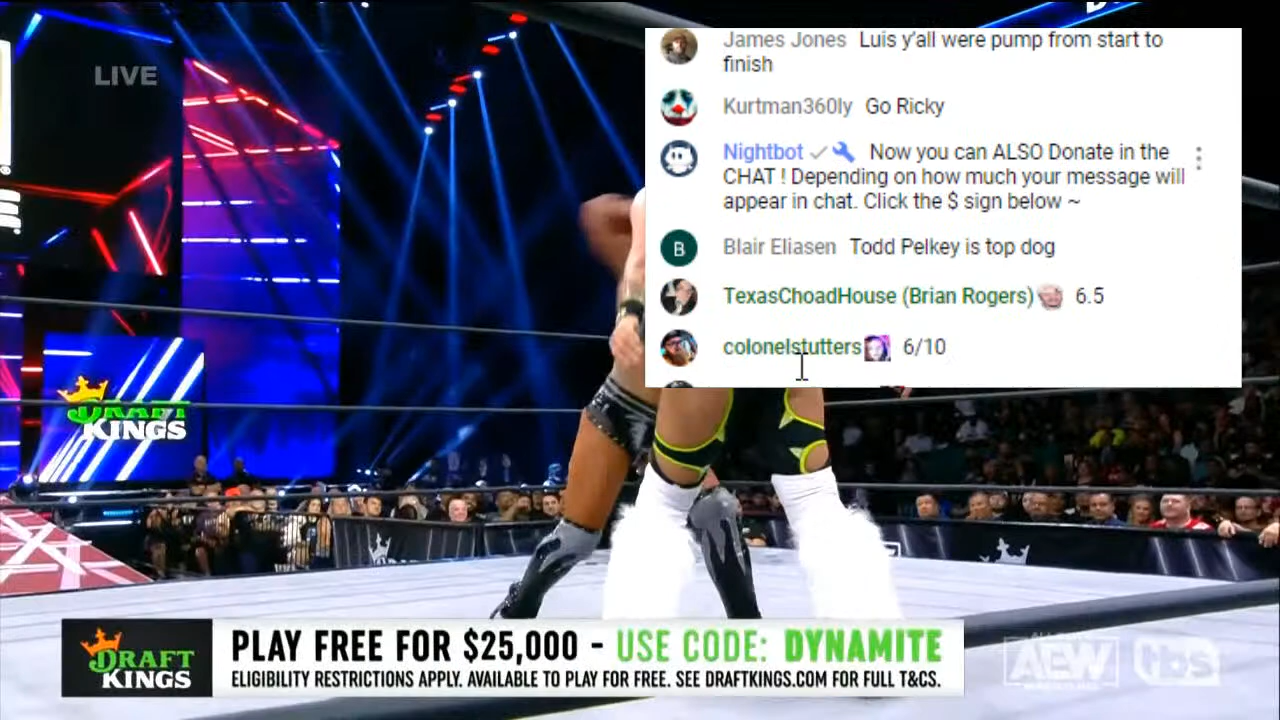 LIVE
James Jones Luis y'all were pump from start to
finish
Kurtman360ly Go Ricky
Nightbot Now you can ALSO Donate in the
CHAT ! Depending on how much your message will
appear in chat. Click the $ sign below ~
B
Blair Eliasen Todd Pelkey is top dog
TexasChoadHouse (Brian Rogers) 6.5
colonelstutters 6/10
DRAFT
KINGS
DRAFT
KINGS
PLAY FREE FOR $25,000 - USE CODE: DYNAMITE
ELIGIBILITY RESTRICTIONS APPLY. AVAILABLE TO PLAY FOR FREE. SEE DRAFTKINGS.COM FOR FULL T&CS.
AEW tbs